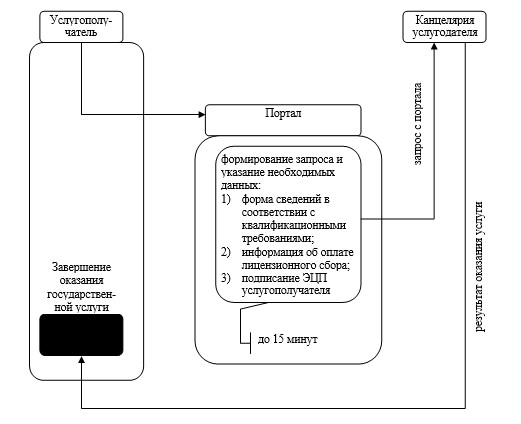 Услугополу-
чатель
Канцелярия
услугодателя
Портал
формирование запроса и
указание необходимых
данных:
1) форма сведений в
соответствии с
квалификационными
требованиями;
2) информация об оплате
лицензионного сбора;
3) подписание ЭЦП
услугополучателя
до 15 минут
запрос с портала
результат оказания услуги
Завершение
оказания
государствен-
ной услуги